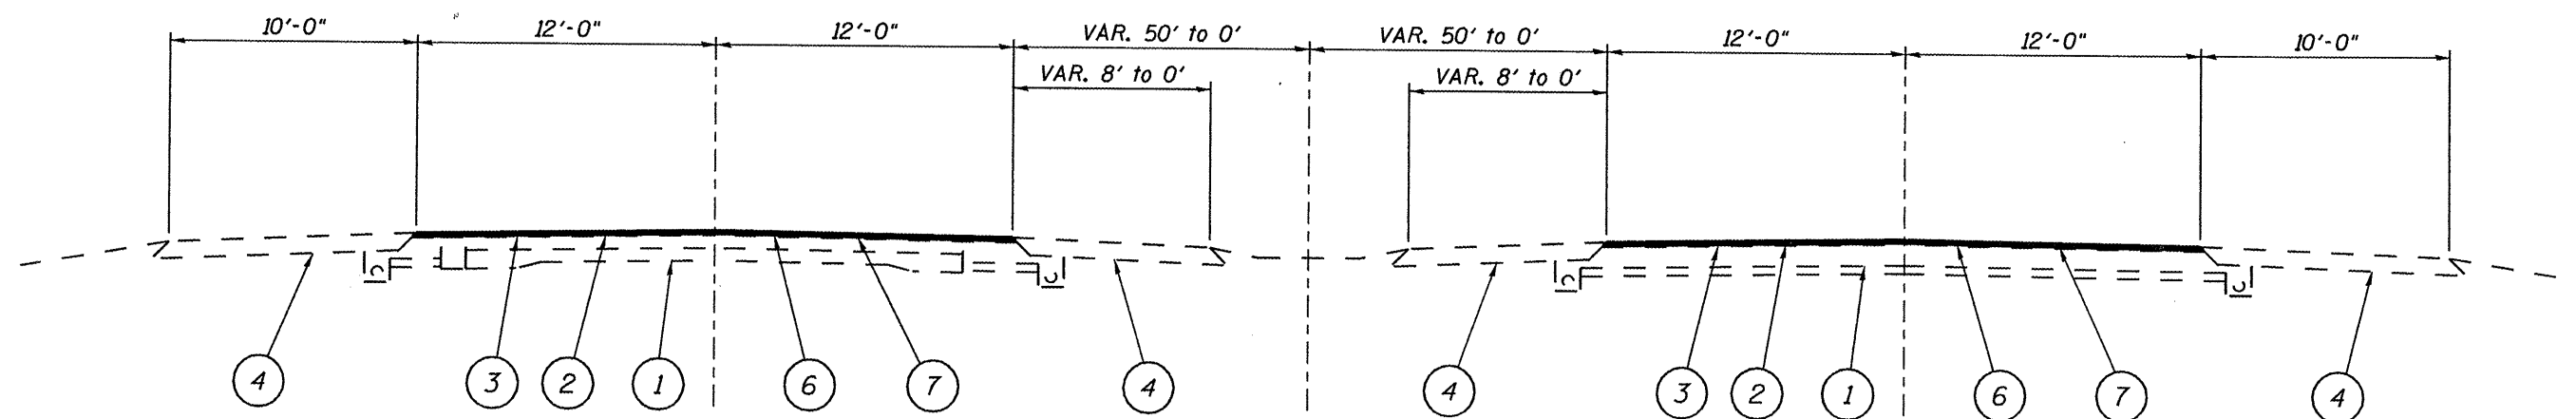 10'-0" 12'-0" 12'-0" VAR. 50' to 0' VAR. 50' to 0' 12'-0" 12'-0" 10'-0"
VAR. 8' to 0' VAR. 8' to 0'
4 3 2 1 6 7 4 4 3 2 1 6 7 4